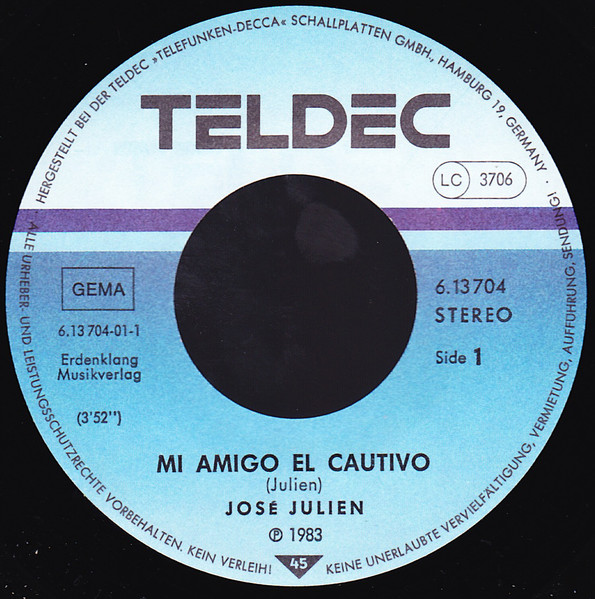 HERGESTELLT BEI DER TELDEC »TELEFUNKEN-DECCA« SCHALLPLATTEN GMBH., HAMBURG 19, GERMANY ·
TELDEC
LC 3706
GEMA
6.13 704-01-1
Erdenklang
Musikverlag
(3'52")
6.13704
STEREO
Side 1
MI AMIGO EL CAUTIVO
(Julien)
JOSÉ JULIEN
℗ 1983
45
ALLE URHEBER- UND LEISTUNGSSCHUTZRECHTE VORBEHALTEN. KEIN VERLEIH! KEINE UNERLAUBTE VERVIELFÄLTIGUNG, VERMIETUNG, AUFFÜHRUNG, SENDUNG!